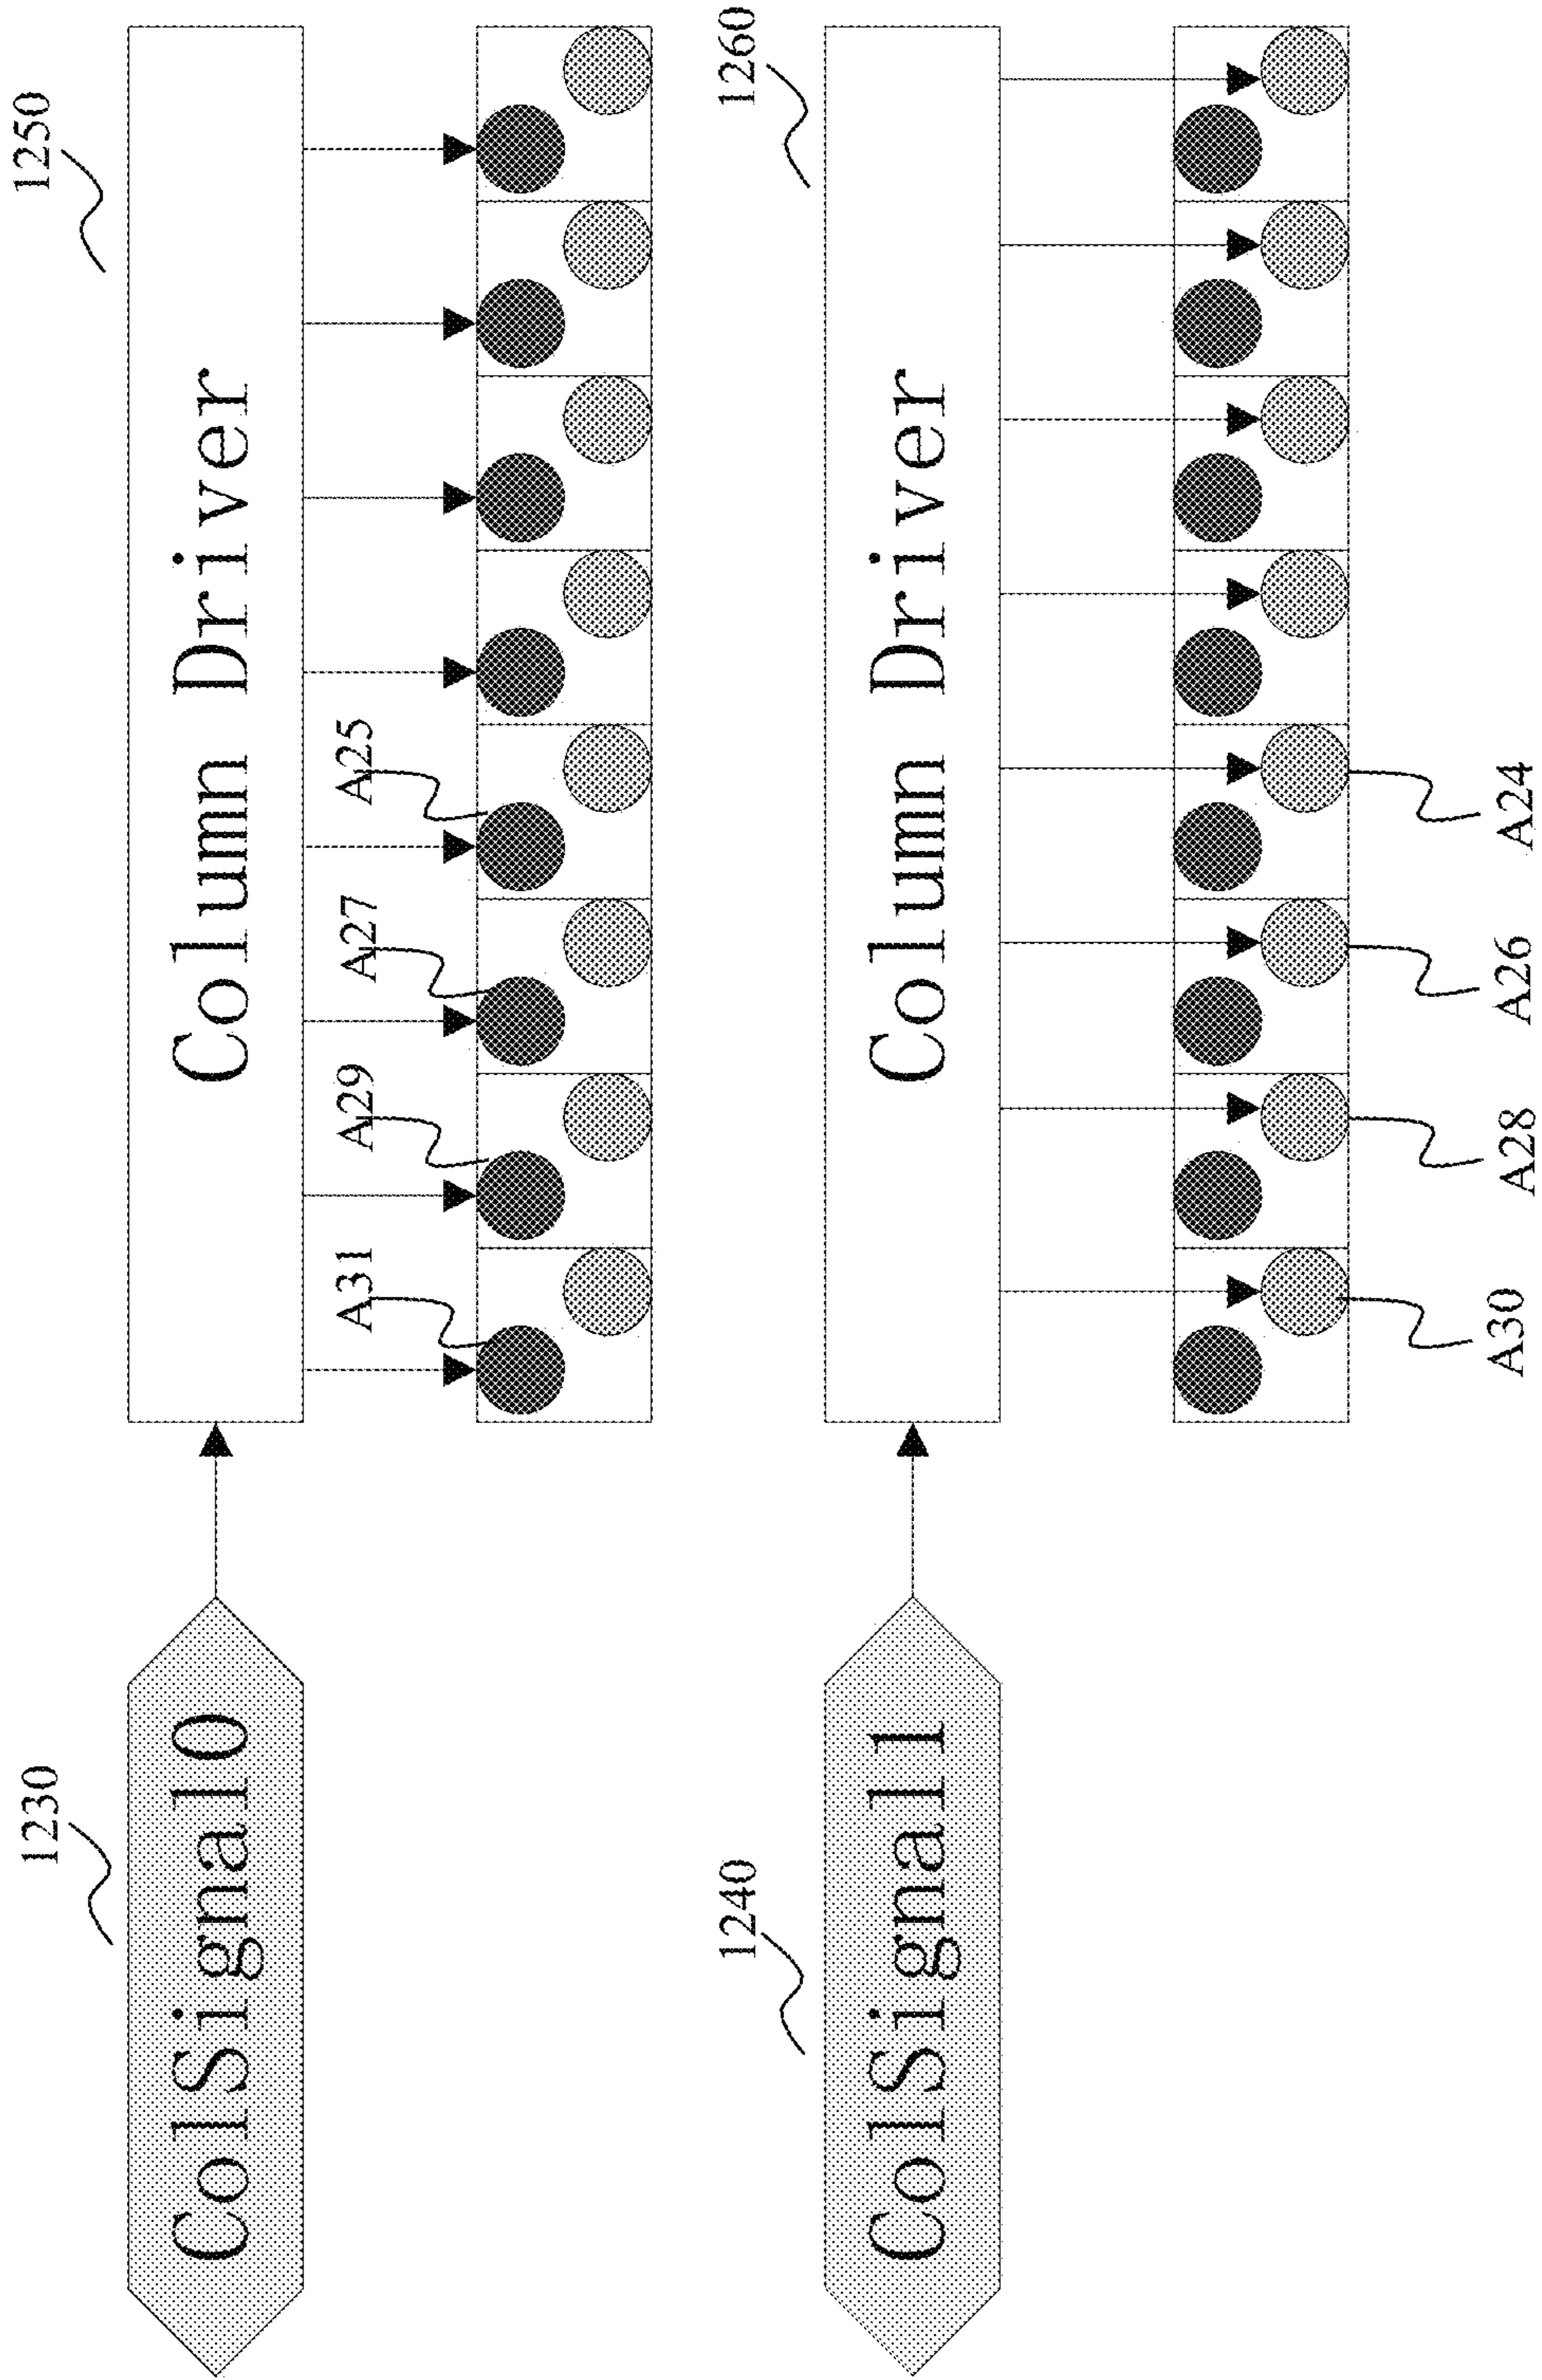 1230
1250
ColSignal0
Column Driver
A31
A29
A27
A25
1240
1260
ColSignal1
Column Driver
A30
A28
A26
A24